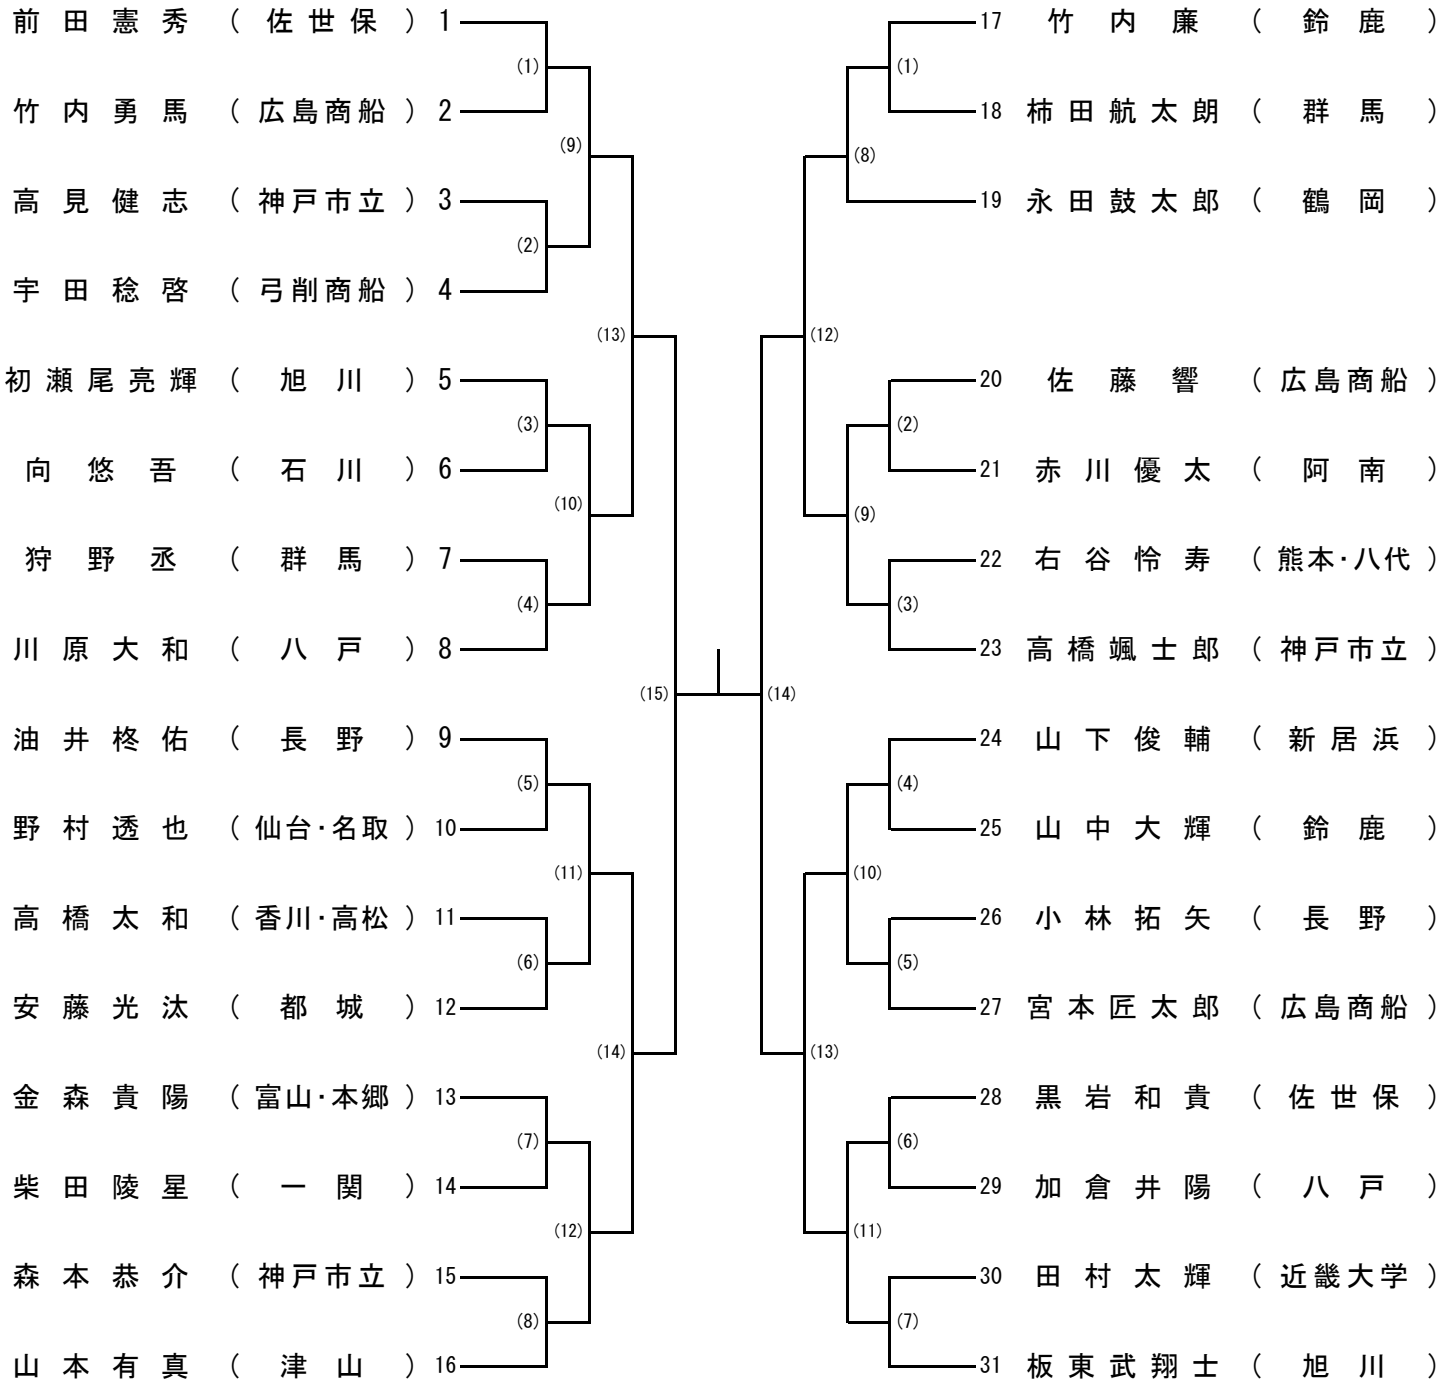 前田憲秀（佐世保）1
(1)
竹内勇馬（広島商船）2
(9)
高見健志（神戸市立）3
(2)
宇田稔啓（弓削商船）4
(13)
初瀬尾亮輝（旭川）5
(3)
向悠吾（石川）6
(10)
狩野丞（群馬）7
(4)
川原大和（八戸）8
(15)
油井柊佑（長野）9
(5)
野村透也（仙台・名取）10
(11)
高橋太和（香川・高松）11
(6)
安藤光汰（都城）12
(14)
金森貴陽（富山・本郷）13
(7)
柴田陵星（一関）14
(12)
森本恭介（神戸市立）15
(8)
山本有真（津山）16
17 竹内廉（鈴鹿）
(1)
18 柿田航太朗（群馬）
(8)
19 永田鼓太郎（鶴岡）
(12)
20 佐藤響（広島商船）
(2)
21 赤川優太（阿南）
(9)
22 右谷怜寿（熊本・八代）
(3)
23 高橋颯士郎（神戸市立）
(14)
24 山下俊輔（新居浜）
(4)
25 山中大輝（鈴鹿）
(10)
26 小林拓矢（長野）
(5)
27 宮本匠太郎（広島商船）
(13)
28 黒岩和貴（佐世保）
(6)
29 加倉井陽（八戸）
(11)
30 田村太輝（近畿大学）
(7)
31 板東武翔士（旭川）